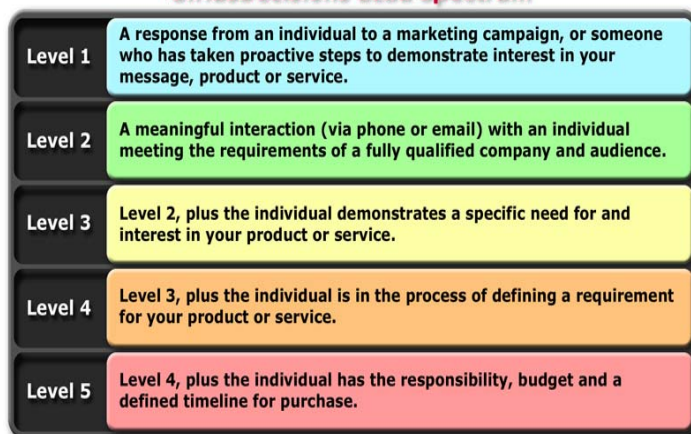 Level 1
A response from an individual to a marketing campaign, or someone
who has taken proactive steps to demonstrate interest in your
message, product or service.
Level 2
A meaningful interaction (via phone or email) with an individual
meeting the requirements of a fully qualified company and audience.
Level 3
Level 2, plus the individual demonstrates a specific need for and
interest in your product or service.
Level 4
Level 3, plus the individual is in the process of defining a requirement
for your product or service.
Level 5
Level 4, plus the individual has the responsibility, budget and a
defined timeline for purchase.